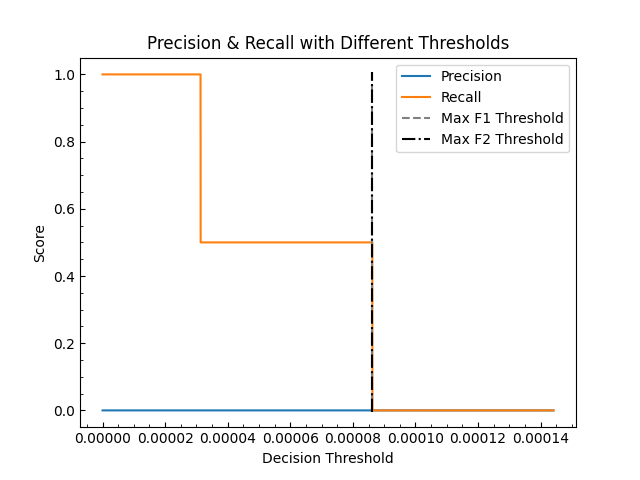 Precision & Recall with Different Thresholds
Precision
Recall
Max F1 Threshold
Max F2 Threshold
Score
1.0
0.8
0.6
0.4
0.2
0.0
0.00000 0.00002 0.00004 0.00006 0.00008 0.00010 0.00012 0.00014
Decision Threshold